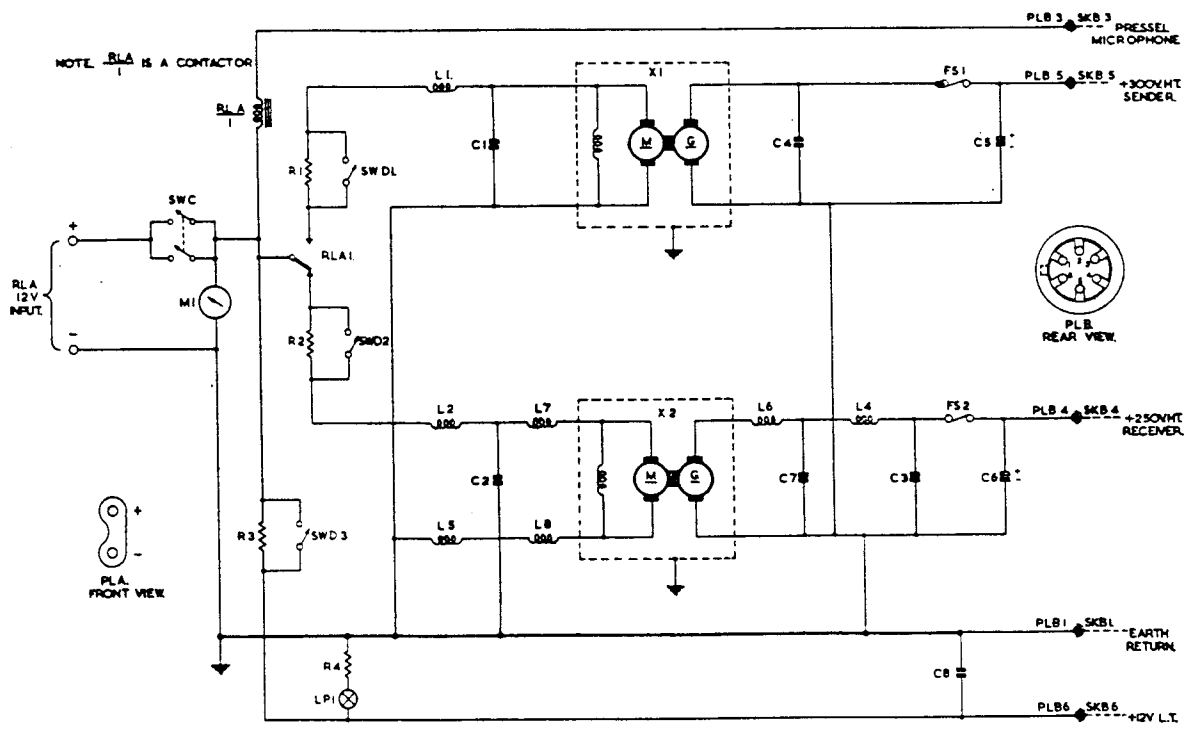 PLB 3 SKB 3
PRESSEL
MICROPHONE
NOTE. RLA/1 IS A CONTACTOR
L1.
X1
FS1
PLB 5 SKB 5
+300V.HT.
SENDER.
RLA
1
R1
SWDL
C1
M
G
C4
C5
+
-
SWC
+
RLA
12V
INPUT.
-
M1
RLA1.
R2
SWD2
PLB.
REAR VIEW.
L2
L7
X2
L6
L4
FS2
PLB 4 SKB 4
+250V.HT.
RECEIVER.
C2
M
G
C7
C3
C6
+
-
+
-
PLA.
FRONT VIEW.
R3
SWD3
L5
L8
PLB1 SKB1
EARTH
RETURN.
R4
LP1
C8
PLB6 SKB6
+12V L.T.